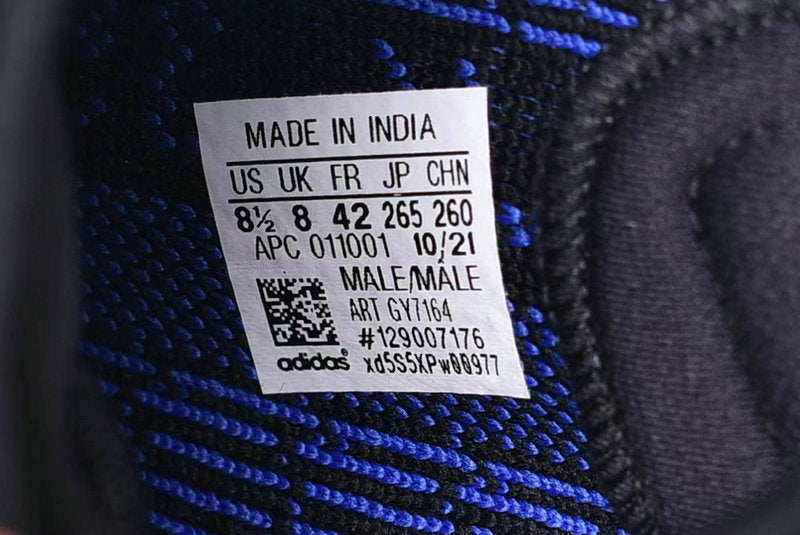 MADE IN INDIA
US UK FR JP CHN
8½ 8 42 265 260
APC 011001 10/21
MALE/MÂLE
ART GY7164
#129007176
adidas® xd5S5XPw00977